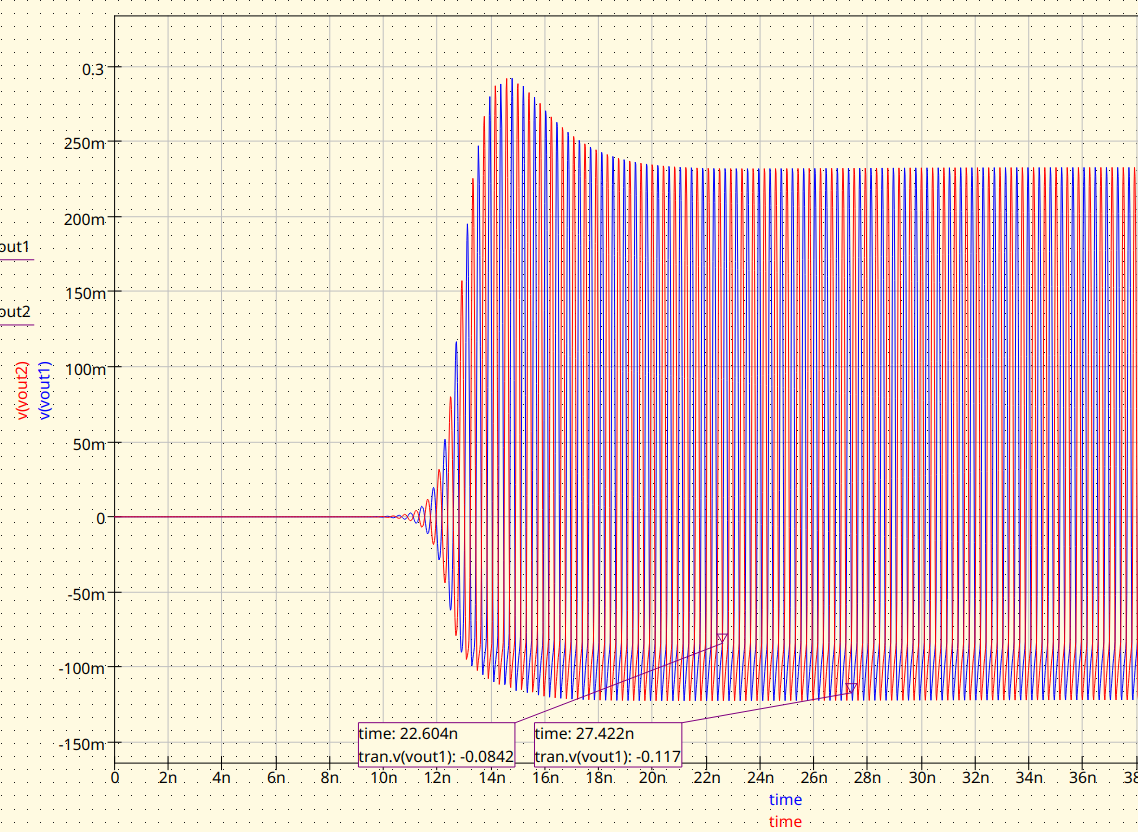 0.3
250m
200m
150m
100m
50m
0
-50m
-100m
-150m
out1
out2
v(vout2)
v(vout1)
time: 22.604n
tran.v(vout1): -0.0842
time: 27.422n
tran.v(vout1): -0.117
0 2n 4n 6n 8n 10n 12n 14n 16n 18n 20n 22n 24n 26n 28n 30n 32n 34n 36n 38
time
time